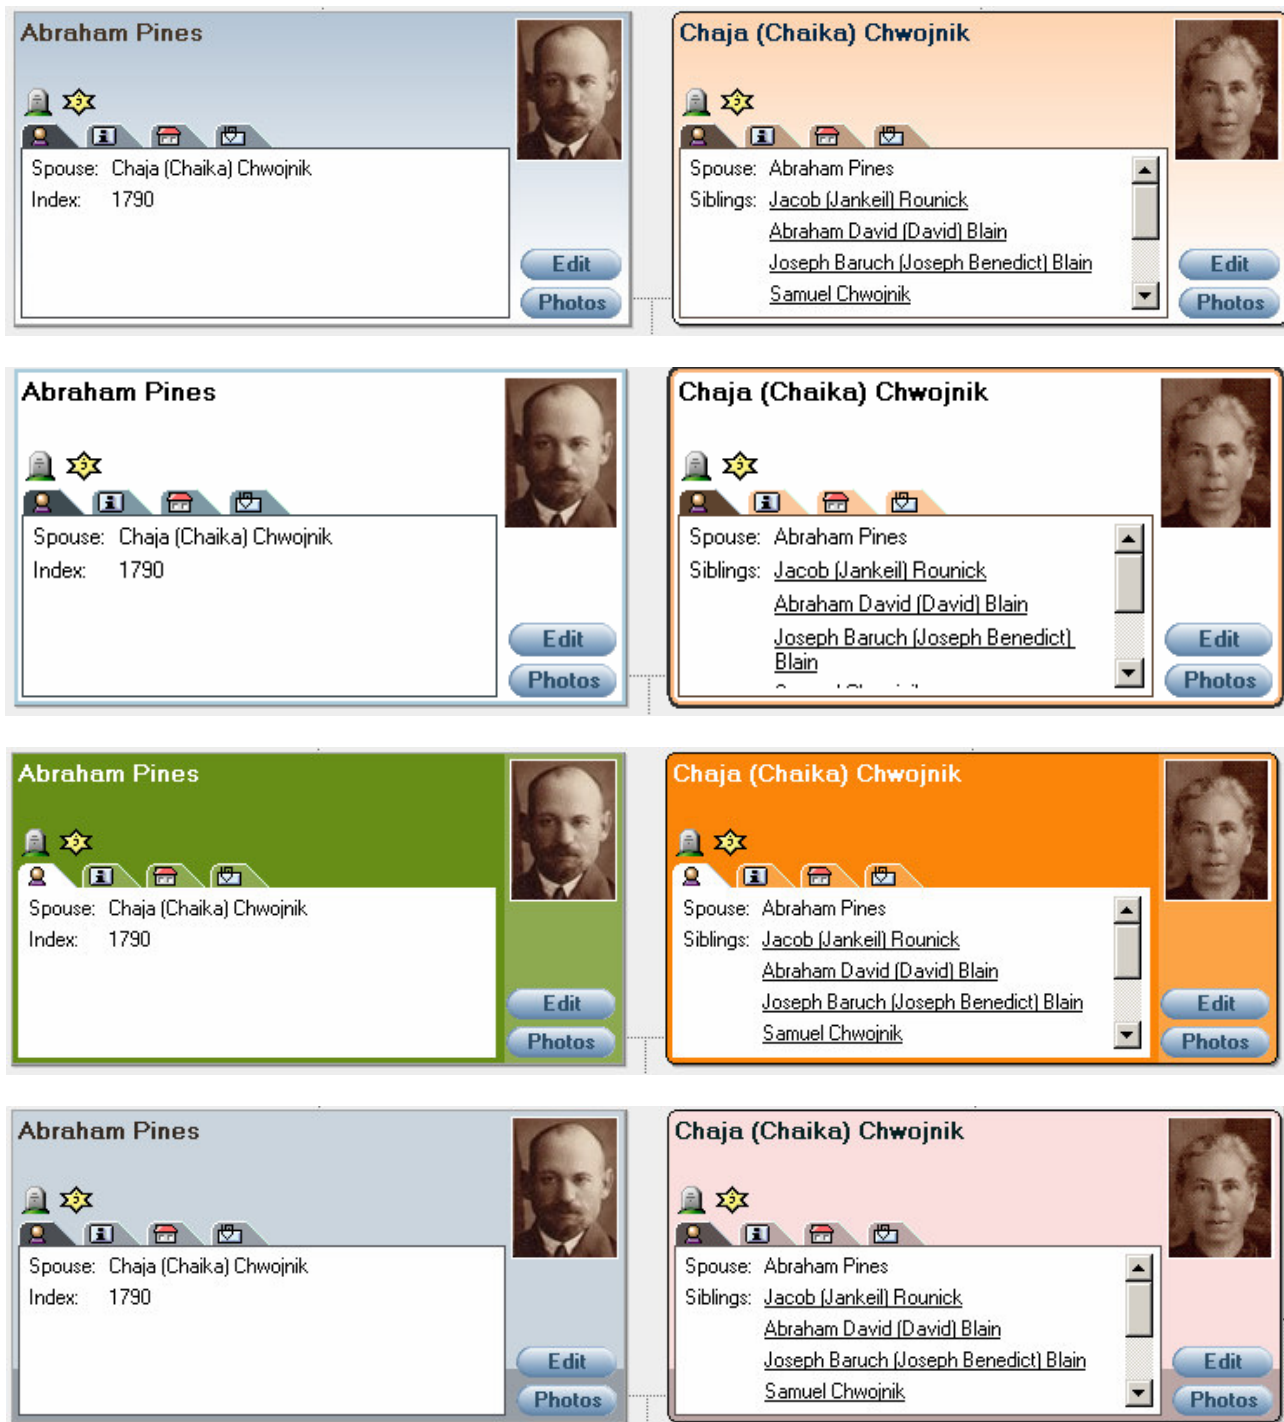 Abraham Pines
Spouse: Chaja (Chaika) Chwojnik
Index: 1790
Edit
Photos
Chaja (Chaika) Chwojnik
Spouse: Abraham Pines
Siblings: Jacob (Jankeil) Rounick
Abraham David (David) Blain
Joseph Baruch (Joseph Benedict) Blain
Samuel Chwojnik
Edit
Photos
Abraham Pines
Spouse: Chaja (Chaika) Chwojnik
Index: 1790
Edit
Photos
Chaja (Chaika) Chwojnik
Spouse: Abraham Pines
Siblings: Jacob (Jankeil) Rounick
Abraham David (David) Blain
Joseph Baruch (Joseph Benedict)
Blain
Edit
Photos
Abraham Pines
Spouse: Chaja (Chaika) Chwojnik
Index: 1790
Edit
Photos
Chaja (Chaika) Chwojnik
Spouse: Abraham Pines
Siblings: Jacob (Jankeil) Rounick
Abraham David (David) Blain
Joseph Baruch (Joseph Benedict) Blain
Samuel Chwojnik
Edit
Photos
Abraham Pines
Spouse: Chaja (Chaika) Chwojnik
Index: 1790
Edit
Photos
Chaja (Chaika) Chwojnik
Spouse: Abraham Pines
Siblings: Jacob (Jankeil) Rounick
Abraham David (David) Blain
Joseph Baruch (Joseph Benedict) Blain
Samuel Chwojnik
Edit
Photos